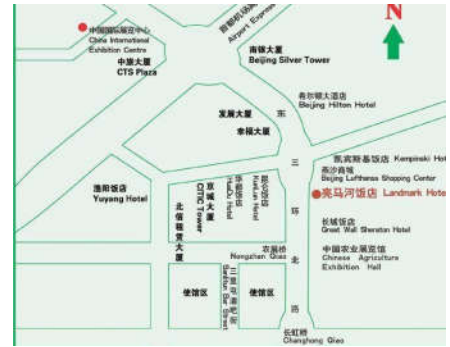 首都机场高速
Airport Express
N
中国国际展览中心
China International
Exhibition Centre
中旅大厦
CTS Plaza
南银大厦
Beijing Silver Tower
希尔顿大酒店
Beijing Hilton Hotel
发展大厦
幸福大厦
东三环北路
凯宾斯基饭店 Kempinski Ho
燕沙商城
Beijing Lufthansa Shopping Center
亮马河饭店 Landmark Hote
渔阳饭店
Yuyang Hotel
北信租赁大厦
京城大厦
CITIC Tower
华都饭店
HuaDu Hotel
昆仑饭店
KunLun Hotel
长城饭店
Great Wall Sheraton Hotel
农展桥
Nongzhan Qiao
中国农业展览馆
Chinese Agriculture
Exhibition Hall
使馆区
三里屯酒吧街
Sanlitun Bar Street
使馆区
长虹桥
Changhong Qiao